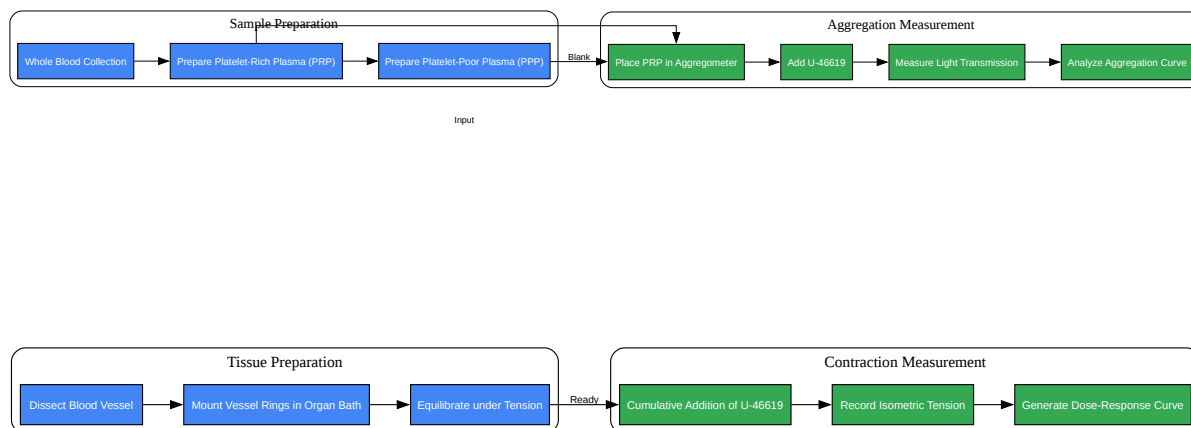 Sample Preparation
Whole Blood Collection
Prepare Platelet-Rich Plasma (PRP)
Prepare Platelet-Poor Plasma (PPP)
Blank
Aggregation Measurement
Place PRP in Aggregometer
Add U-46619
Measure Light Transmission
Analyze Aggregation Curve
Input
Tissue Preparation
Dissect Blood Vessel
Mount Vessel Rings in Organ Bath
Equilibrate under Tension
Ready
Contraction Measurement
Cumulative Addition of U-46619
Record Isometric Tension
Generate Dose-Response Curve